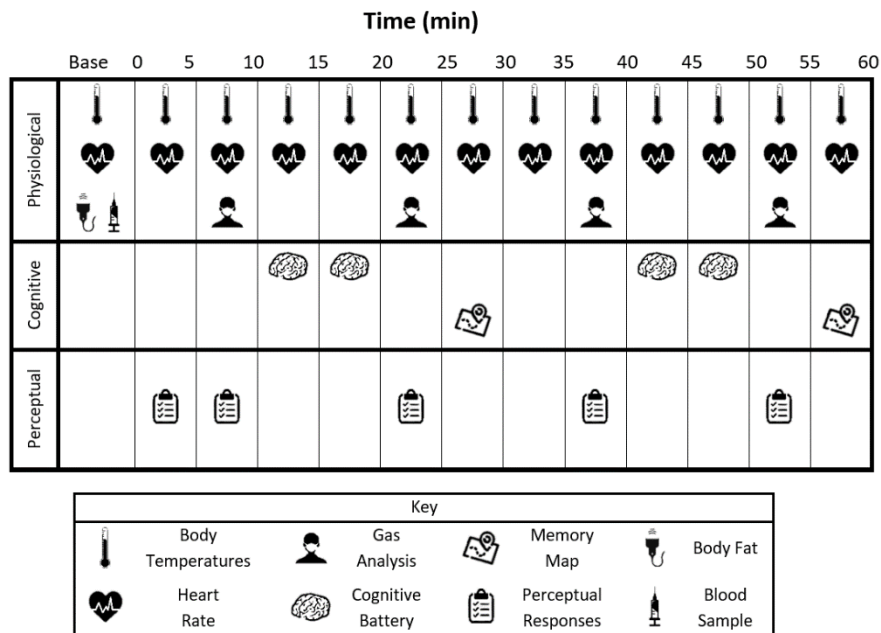 Time (min)
Base 0 5 10 15 20 25 30 35 40 45 50 55 60
Physiological
Cognitive
Perceptual
Key
Body Temperatures
Gas Analysis
Memory Map
Body Fat
Heart Rate
Cognitive Battery
Perceptual Responses
Blood Sample